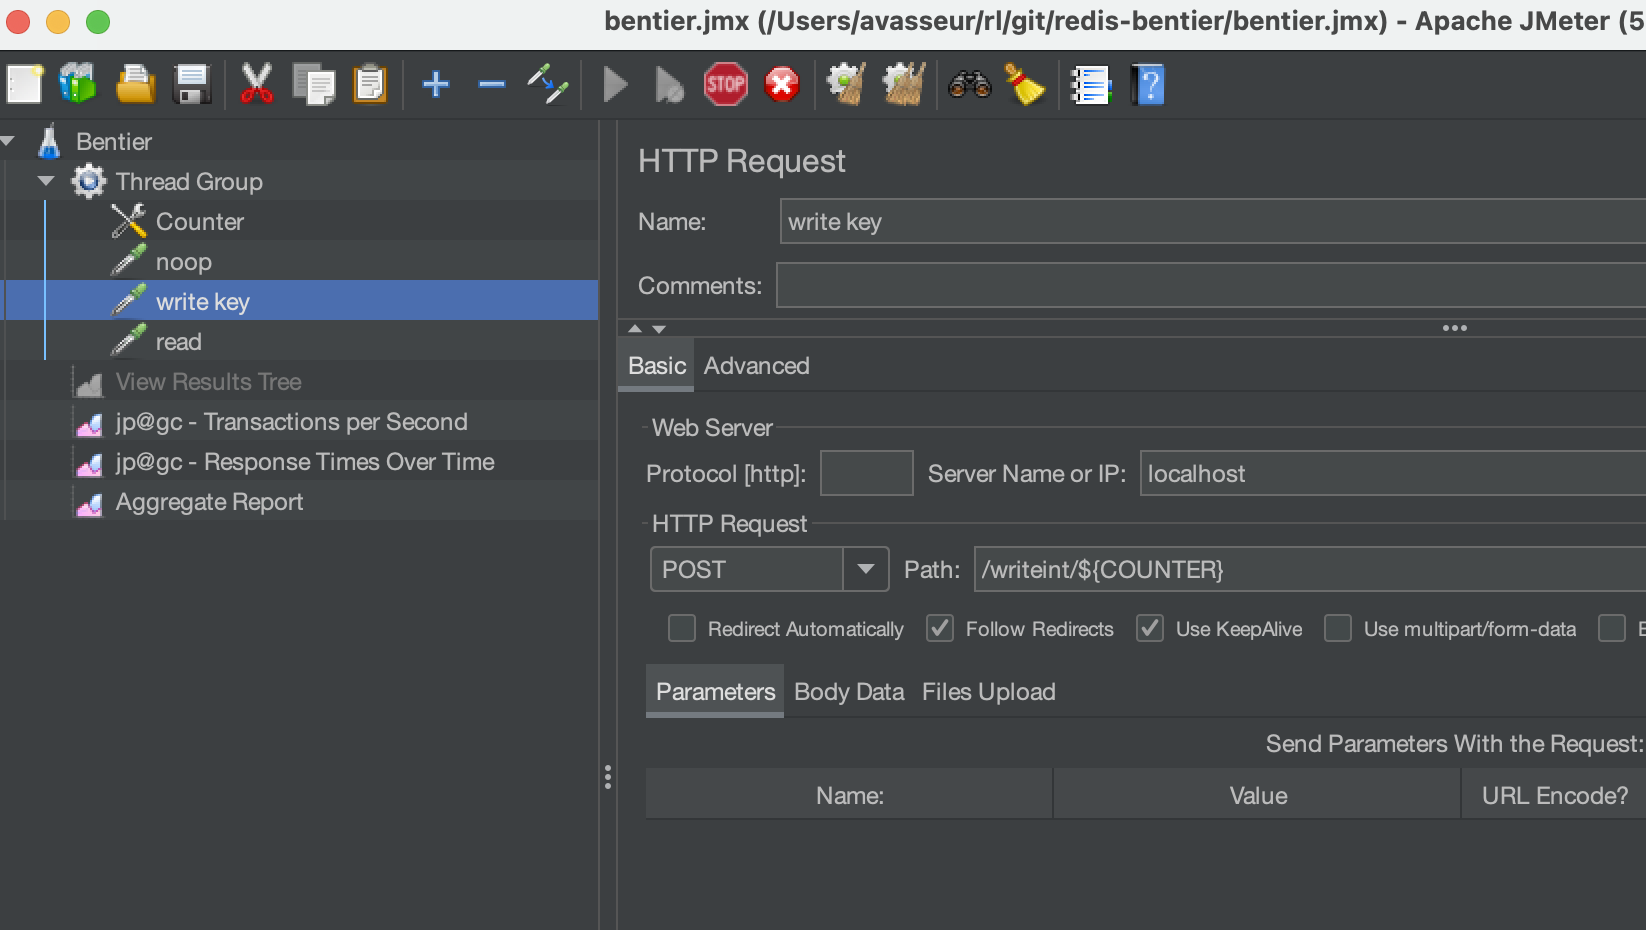 bentier.jmx (/Users/avasseur/rl/git/redis-bentier/bentier.jmx) - Apache JMeter (5
STOP
?
Bentier
Thread Group
Counter
noop
write key
read
View Results Tree
jp@gc - Transactions per Second
jp@gc - Response Times Over Time
Aggregate Report
HTTP Request
Name: write key
Comments:
Basic Advanced
Web Server
Protocol [http]: Server Name or IP: localhost
HTTP Request
POST Path: /writeint/${COUNTER}
Redirect Automatically Follow Redirects Use KeepAlive Use multipart/form-data
Parameters Body Data Files Upload
Send Parameters With the Request:
Name: Value URL Encode?